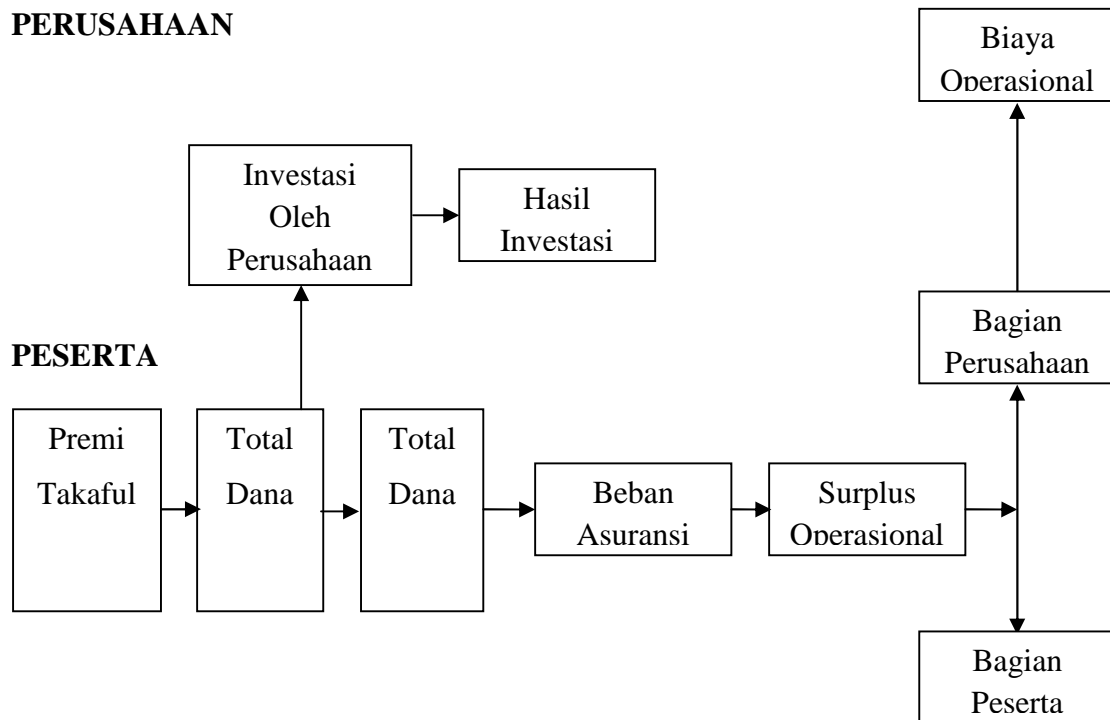 PERUSAHAAN
Biaya
Operasional
Investasi
Oleh
Perusahaan
Hasil
Investasi
Bagian
Perusahaan
PESERTA
Premi
Takaful
Total
Dana
Total
Dana
Beban
Asuransi
Surplus
Operasional
Bagian
Peserta